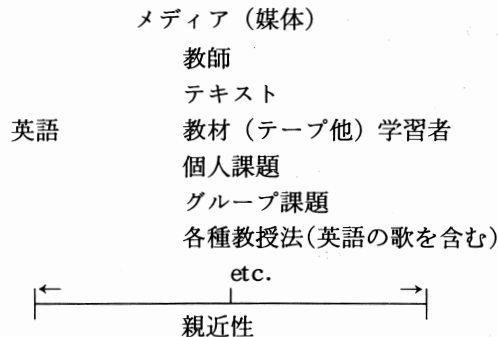 メディア（媒体）
教師
テキスト
英語 教材（テープ他）学習者
個人課題
グループ課題
各種教授法（英語の歌を含む）
etc.
親近性